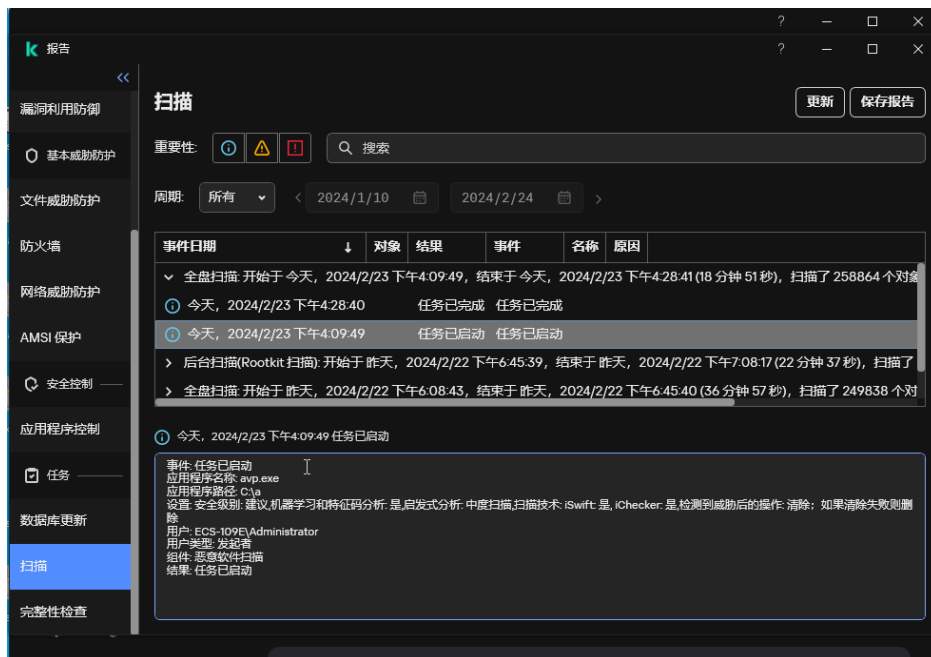 报告
扫描
更新
保存报告
漏洞利用防御
基本威胁防护
文件威胁防护
防火墙
网络威胁防护
AMSI 保护
安全控制
应用程序控制
任务
数据库更新
扫描
完整性检查
重要性:
搜索
周期:
所有
2024/1/10
2024/2/24
事件日期 对象 结果 事件 名称 原因
全盘扫描: 开始于 今天，2024/2/23 下午4:09:49，结束于 今天，2024/2/23 下午4:28:41 (18 分钟 51 秒)，扫描了 258864 个对象
今天，2024/2/23 下午4:28:40 任务已完成 任务已完成
今天，2024/2/23 下午4:09:49 任务已启动 任务已启动
后台扫描(Rootkit 扫描): 开始于 昨天，2024/2/22 下午6:45:39，结束于 昨天，2024/2/22 下午7:08:17 (22 分钟 37 秒)，扫描了
全盘扫描: 开始于 昨天，2024/2/22 下午6:08:43，结束于 昨天，2024/2/22 下午6:45:40 (36 分钟 57 秒)，扫描了 249838 个对
今天，2024/2/23 下午4:09:49 任务已启动
事件: 任务已启动
应用程序名称: avp.exe
应用程序路径: C:\a
设置: 安全级别: 建议,机器学习和特征码分析: 是,启发式分析: 中度扫描,扫描技术: iSwift: 是, iChecker: 是,检测到威胁后的操作: 清除；如果清除失败则删
除
用户: ECS-109E\Administrator
用户类型: 发起者
组件: 恶意软件扫描
结果: 任务已启动